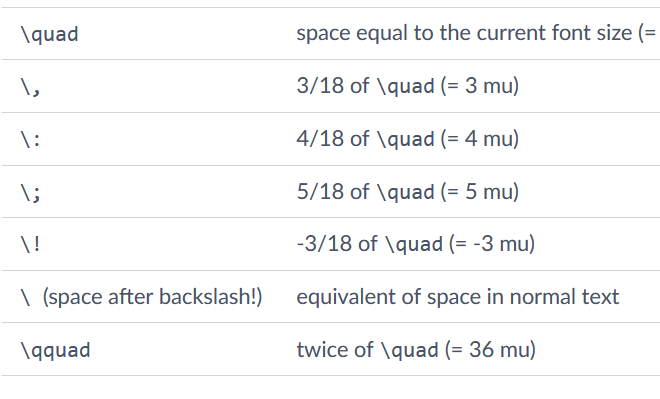 \quad space equal to the current font size (=
\, 3/18 of \quad (= 3 mu)
\: 4/18 of \quad (= 4 mu)
\; 5/18 of \quad (= 5 mu)
\! -3/18 of \quad (= -3 mu)
\ (space after backslash!) equivalent of space in normal text
\qquad twice of \quad (= 36 mu)